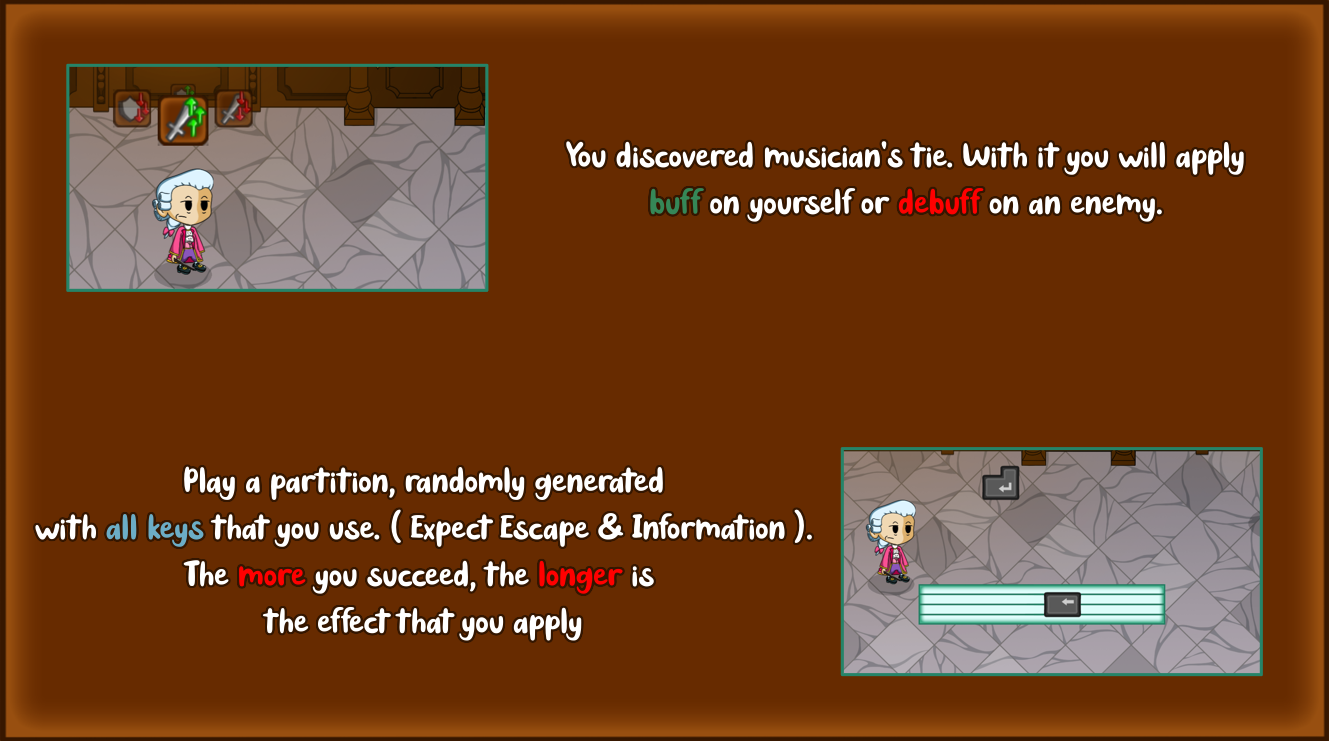 You discovered musician's tie. With it you will apply
buff on yourself or debuff on an enemy.
Play a partition, randomly generated
with all keys that you use. ( Expect Escape & Information ).
The more you succeed, the longer is
the effect that you apply